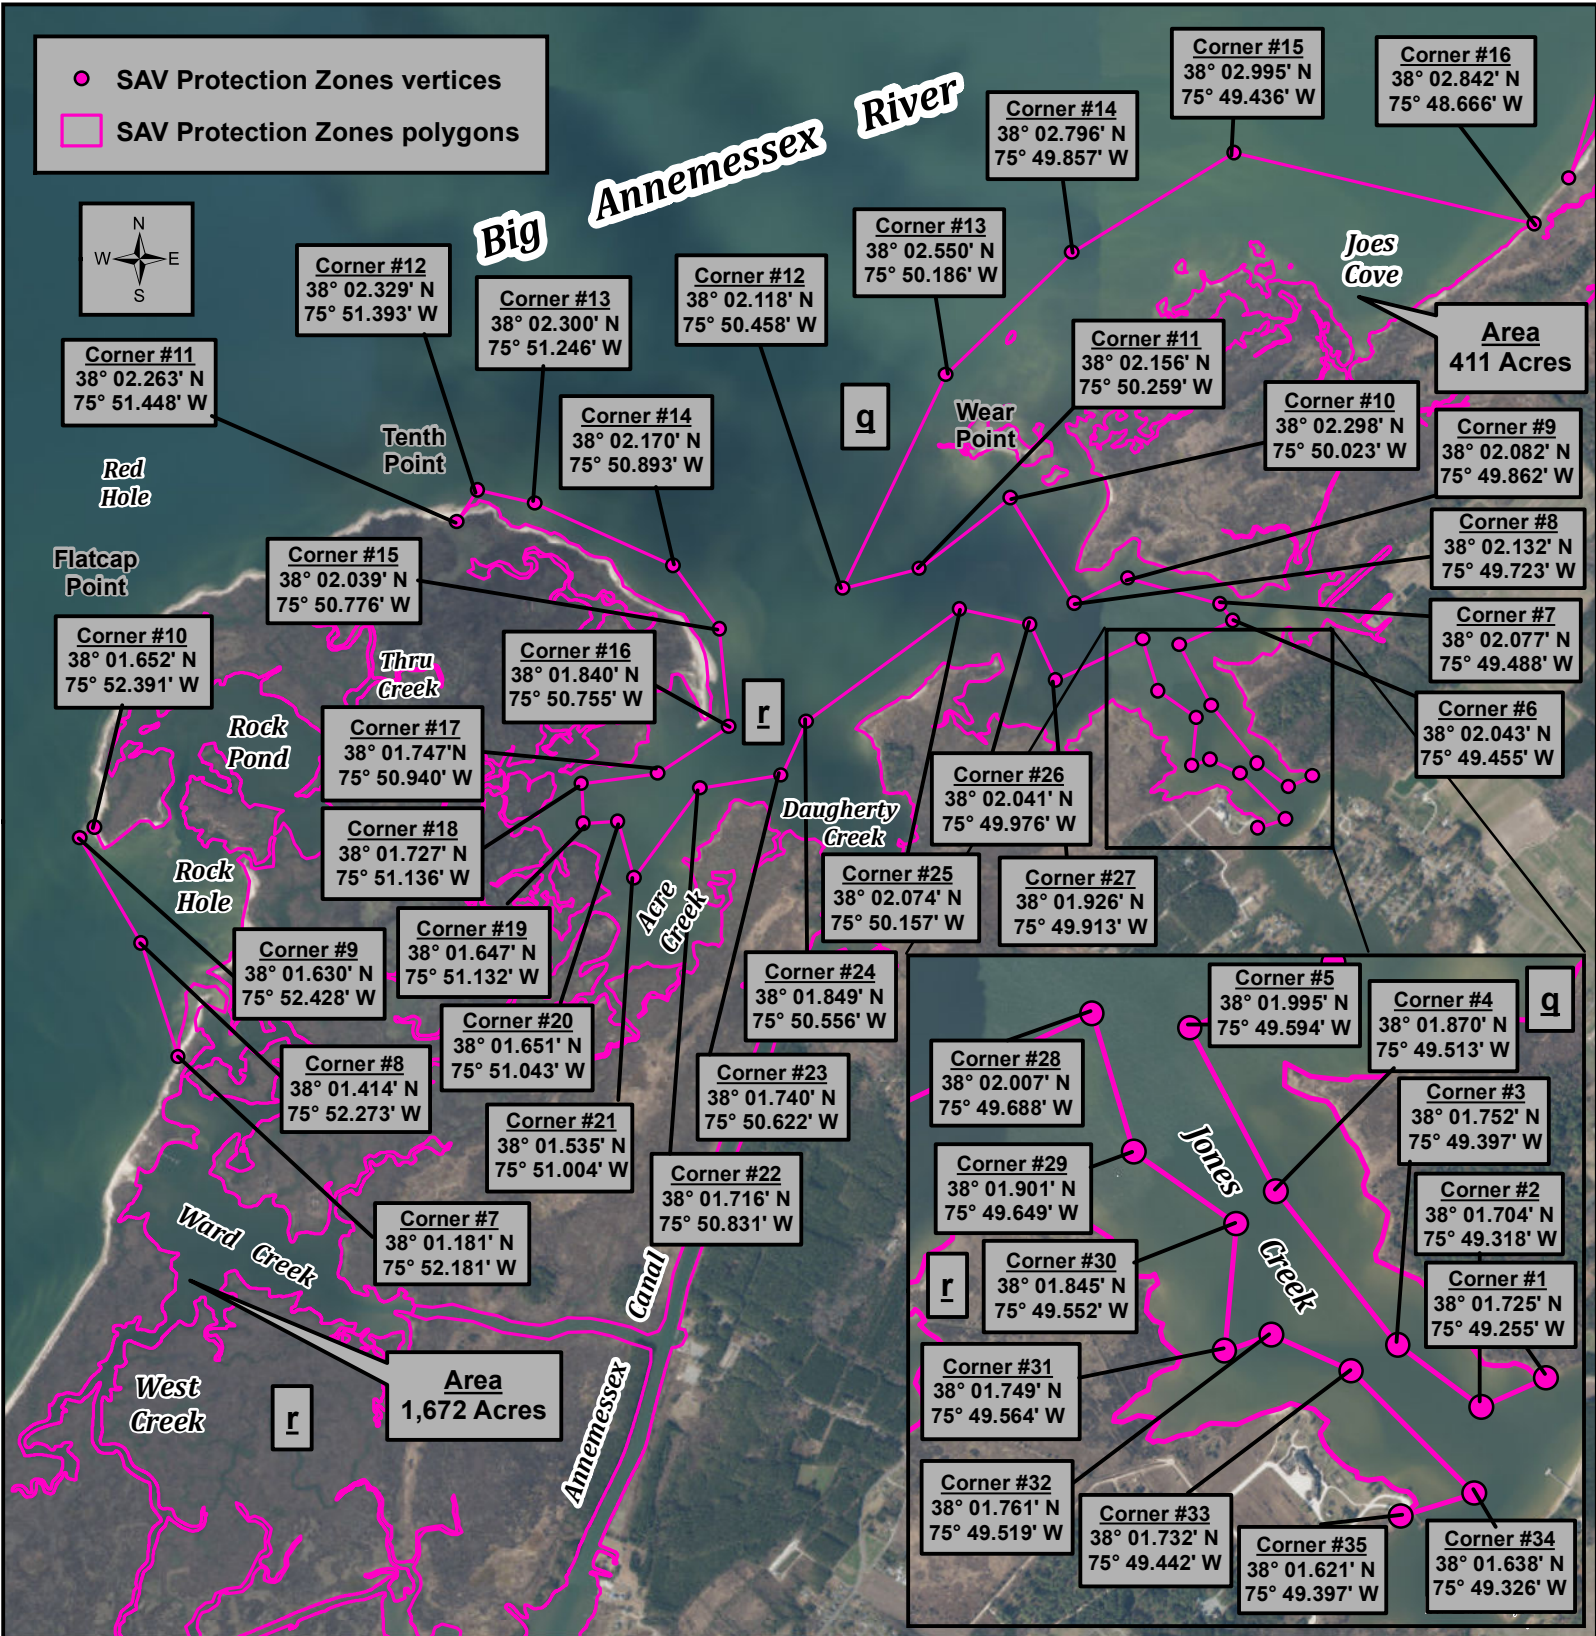 SAV Protection Zones vertices
SAV Protection Zones polygons
N
W E
S
Big Annemessex River
Corner #15
38° 02.995' N
75° 49.436' W
Corner #16
38° 02.842' N
75° 48.666' W
Corner #14
38° 02.796' N
75° 49.857' W
Corner #13
38° 02.550' N
75° 50.186' W
Joes
Cove
Corner #12
38° 02.329' N
75° 51.393' W
Corner #13
38° 02.300' N
75° 51.246' W
Corner #12
38° 02.118' N
75° 50.458' W
Area
411 Acres
Corner #11
38° 02.156' N
75° 50.259' W
Corner #11
38° 02.263' N
75° 51.448' W
Corner #14
38° 02.170' N
75° 50.893' W
q
Wear
Point
Corner #10
38° 02.298' N
75° 50.023' W
Corner #9
38° 02.082' N
75° 49.862' W
Tenth
Point
Red
Hole
Corner #8
38° 02.132' N
75° 49.723' W
Flatcap
Point
Corner #15
38° 02.039' N
75° 50.776' W
Corner #7
38° 02.077' N
75° 49.488' W
Corner #10
38° 01.652' N
75° 52.391' W
Thru
Creek
Corner #16
38° 01.840' N
75° 50.755' W
r
Corner #6
38° 02.043' N
75° 49.455' W
Rock
Pond
Corner #17
38° 01.747'N
75° 50.940' W
Corner #26
38° 02.041' N
75° 49.976' W
Daugherty
Creek
Corner #18
38° 01.727' N
75° 51.136' W
Corner #25
38° 02.074' N
75° 50.157' W
Corner #27
38° 01.926' N
75° 49.913' W
Rock
Hole
Acre
Creek
Corner #19
38° 01.647' N
75° 51.132' W
Corner #9
38° 01.630' N
75° 52.428' W
Corner #24
38° 01.849' N
75° 50.556' W
Corner #20
38° 01.651' N
75° 51.043' W
Corner #8
38° 01.414' N
75° 52.273' W
Corner #23
38° 01.740' N
75° 50.622' W
Corner #21
38° 01.535' N
75° 51.004' W
Corner #22
38° 01.716' N
75° 50.831' W
Corner #7
38° 01.181' N
75° 52.181' W
Ward Creek
Annemessex Canal
Area
1,672 Acres
West
Creek
r
Corner #5
38° 01.995' N
75° 49.594' W
Corner #4
38° 01.870' N
75° 49.513' W
q
Corner #28
38° 02.007' N
75° 49.688' W
Corner #3
38° 01.752' N
75° 49.397' W
Jones Creek
Corner #29
38° 01.901' N
75° 49.649' W
Corner #2
38° 01.704' N
75° 49.318' W
Corner #30
38° 01.845' N
75° 49.552' W
r
Corner #1
38° 01.725' N
75° 49.255' W
Corner #31
38° 01.749' N
75° 49.564' W
Corner #32
38° 01.761' N
75° 49.519' W
Corner #33
38° 01.732' N
75° 49.442' W
Corner #35
38° 01.621' N
75° 49.397' W
Corner #34
38° 01.638' N
75° 49.326' W